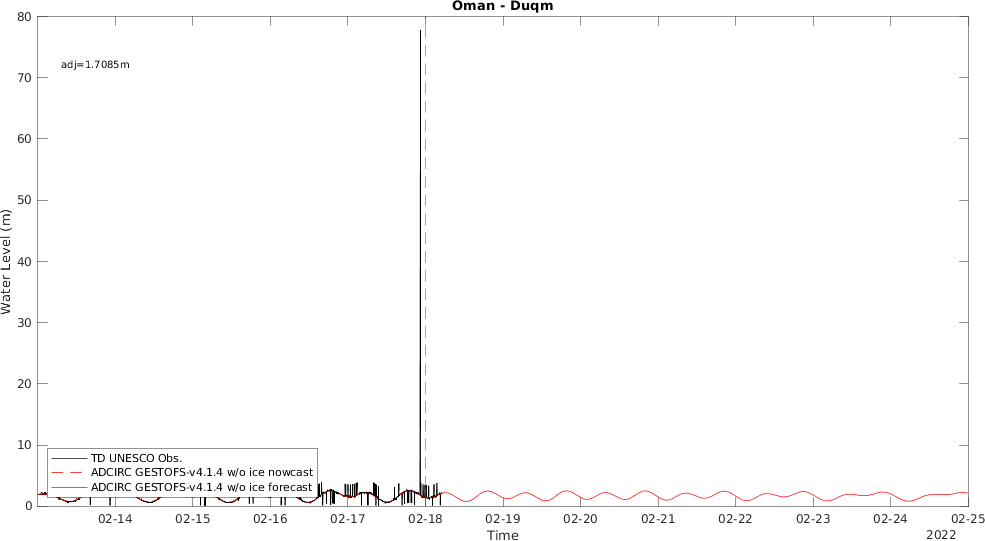 Oman - Duqm
80
70
60
50
40
30
20
10
0
Water Level (m)
adj=1.7085m
TD UNESCO Obs.
ADCIRC GESTOFS-v4.1.4 w/o ice nowcast
ADCIRC GESTOFS-v4.1.4 w/o ice forecast
02-14 02-15 02-16 02-17 02-18 02-19 02-20 02-21 02-22 02-23 02-24 02-25
Time
2022